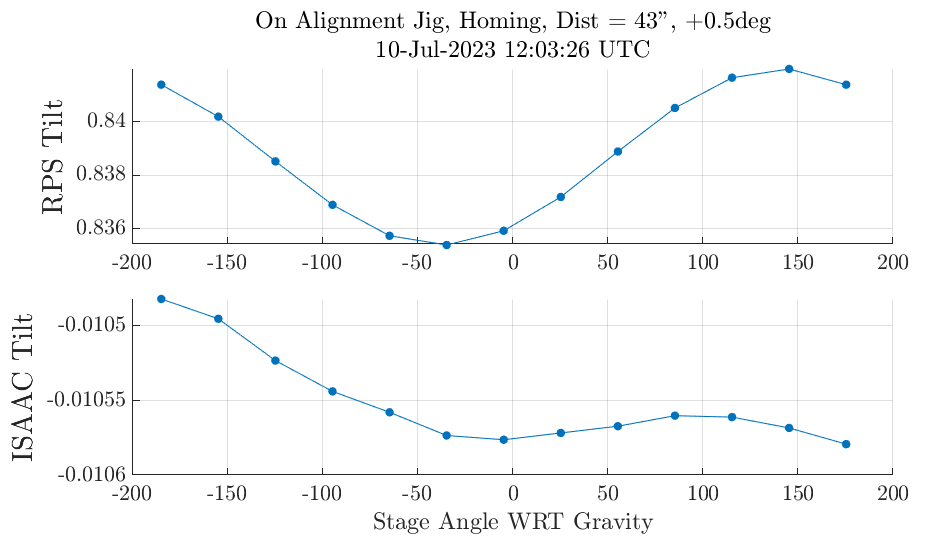 On Alignment Jig, Homing, Dist = 43”, +0.5deg
10-Jul-2023 12:03:26 UTC
RPS Tilt
0.84
0.838
0.836
-200 -150 -100 -50 0 50 100 150 200
ISAAC Tilt
-0.0105
-0.01055
-0.0106
-200 -150 -100 -50 0 50 100 150 200
Stage Angle WRT Gravity